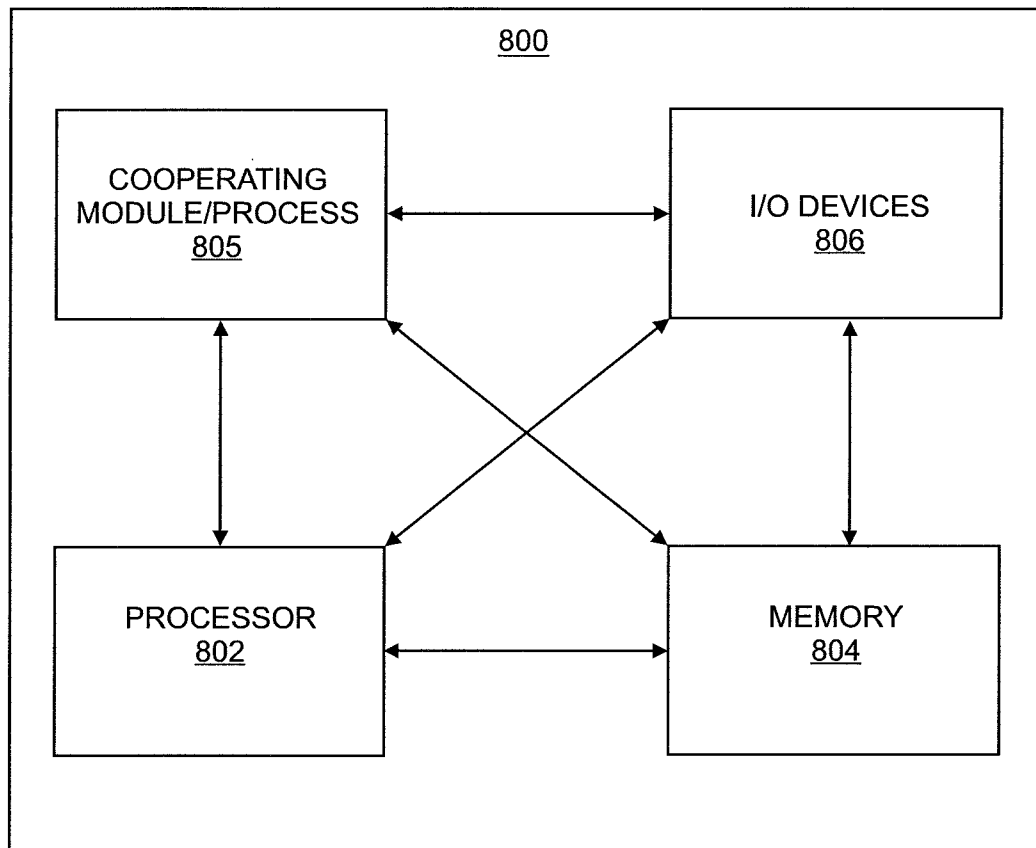 800
COOPERATING
MODULE/PROCESS
805
I/O DEVICES
806
PROCESSOR
802
MEMORY
804